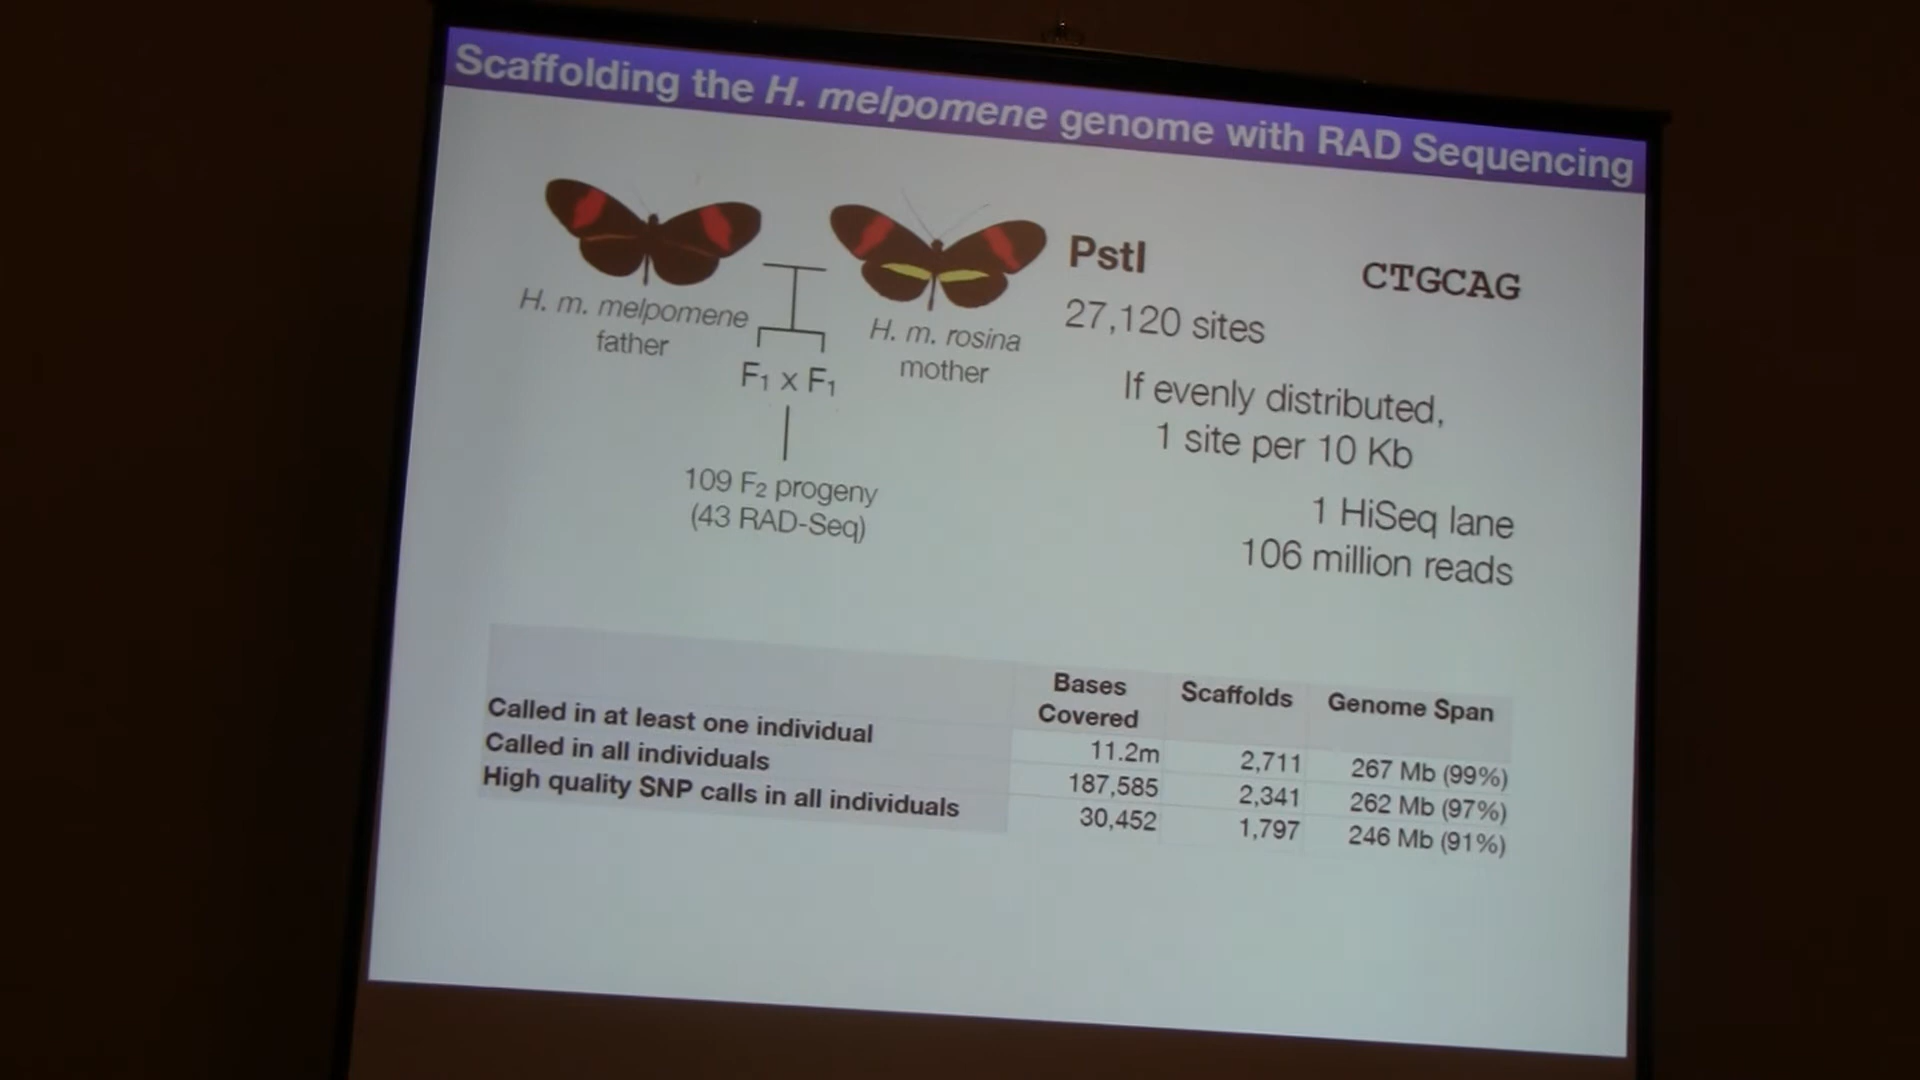 Scaffolding the H. melpomene genome with RAD Sequencing
H. m. melpomene
father
H. m. rosina
mother
F1 x F1
109 F2 progeny
(43 RAD-Seq)
PstI
CTGCAG
27,120 sites
If evenly distributed,
1 site per 10 Kb
1 HiSeq lane
106 million reads
Bases Covered Scaffolds Genome Span
Called in at least one individual 11.2m 2,711 267 Mb (99%)
Called in all individuals 187,585 2,341 262 Mb (97%)
High quality SNP calls in all individuals 30,452 1,797 246 Mb (91%)